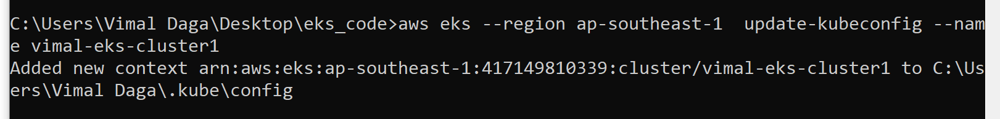 C:\Users\Vimal Daga\Desktop\eks_code>aws eks --region ap-southeast-1  update-kubeconfig --nam
e vimal-eks-cluster1
Added new context arn:aws:eks:ap-southeast-1:417149810339:cluster/vimal-eks-cluster1 to C:\Us
ers\Vimal Daga\.kube\config